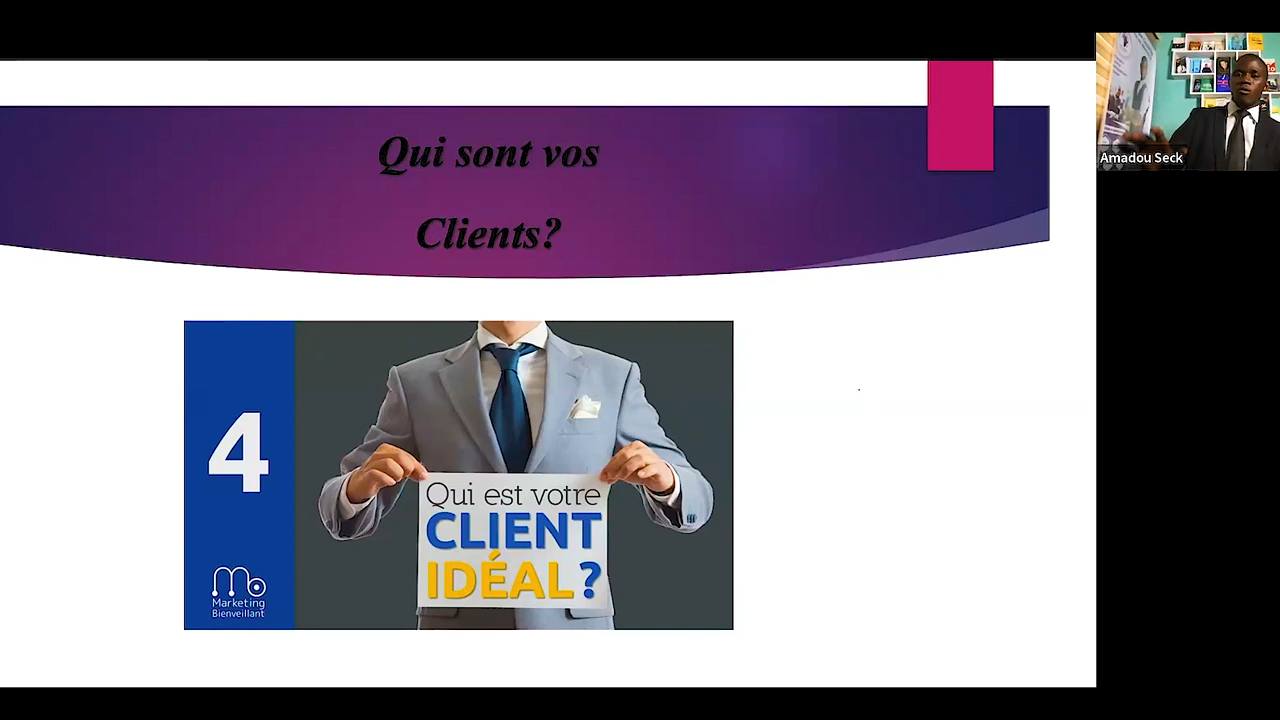 Qui sont vos
Clients?
Amadou Seck
4
Qui est votre
CLIENT
IDÉAL?
Marketing
Bienveillant